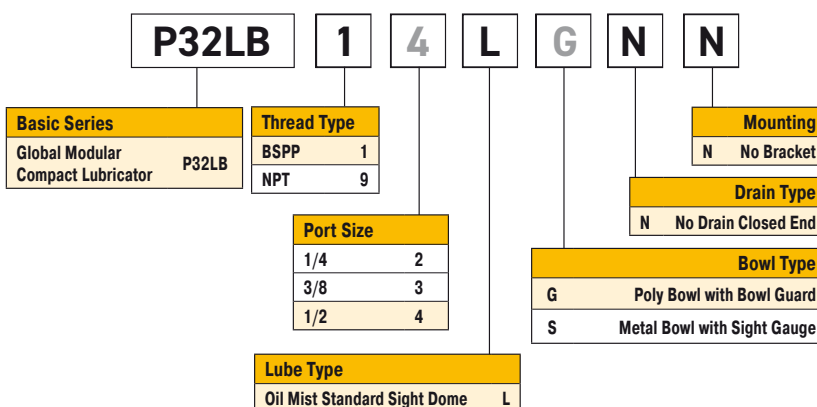 P32LB 1 4 L G N N
Basic Series
Global Modular
Compact Lubricator P32LB
Thread Type
BSPP 1
NPT 9
Mounting
N No Bracket
Drain Type
N No Drain Closed End
Port Size
1/4 2
3/8 3
1/2 4
Bowl Type
G Poly Bowl with Bowl Guard
S Metal Bowl with Sight Gauge
Lube Type
Oil Mist Standard Sight Dome L